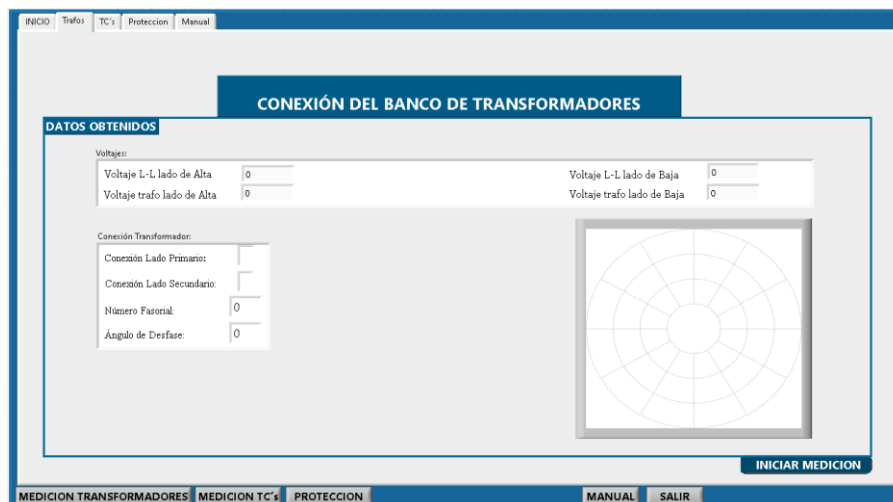 INICIO Trafos TC's Proteccion Manual
CONEXIÓN DEL BANCO DE TRANSFORMADORES
DATOS OBTENIDOS
Voltajes:
Voltaje L-L lado de Alta 0 Voltaje L-L lado de Baja 0
Voltaje trafo lado de Alta 0 Voltaje trafo lado de Baja 0
Conexión Transformador:
Conexión Lado Primario:
Conexión Lado Secundario:
Número Fasorial: 0
Ángulo de Desfase: 0
INICIAR MEDICION
MEDICION TRANSFORMADORES MEDICION TC´s PROTECCION MANUAL SALIR